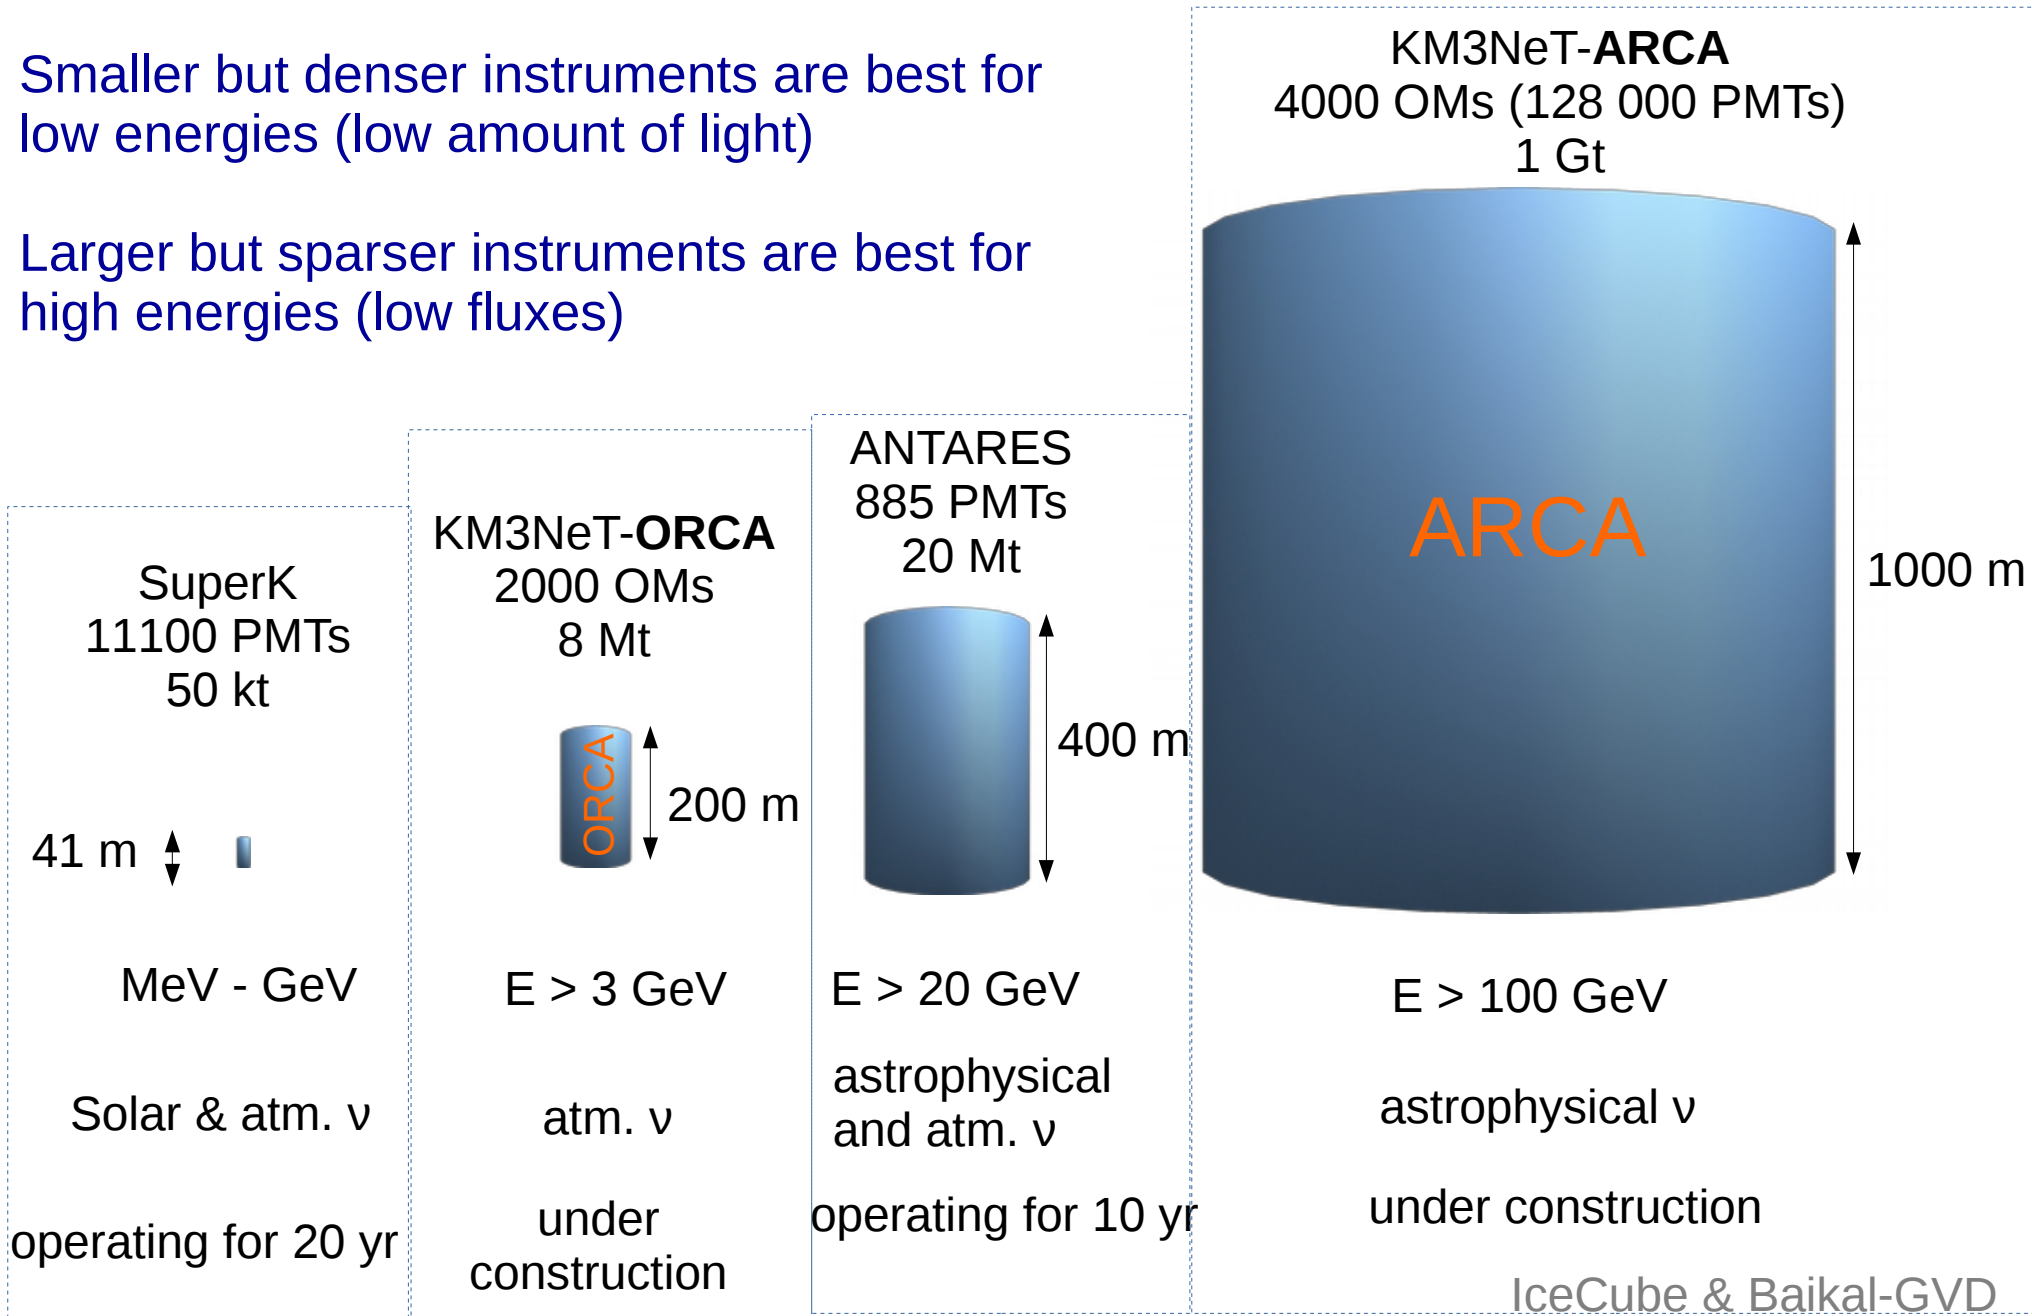 Smaller but denser instruments are best for
low energies (low amount of light)
Larger but sparser instruments are best for
high energies (low fluxes)
SuperK
11100 PMTs
50 kt
41 m
MeV - GeV
Solar & atm. ν
operating for 20 yr
KM3NeT-ORCA
2000 OMs
8 Mt
ORCA
200 m
E > 3 GeV
atm. ν
under
construction
ANTARES
885 PMTs
20 Mt
400 m
E > 20 GeV
astrophysical
and atm. ν
operating for 10 yr
KM3NeT-ARCA
4000 OMs (128 000 PMTs)
1 Gt
ARCA
1000 m
E > 100 GeV
astrophysical ν
under construction
IceCube & Baikal-GVD